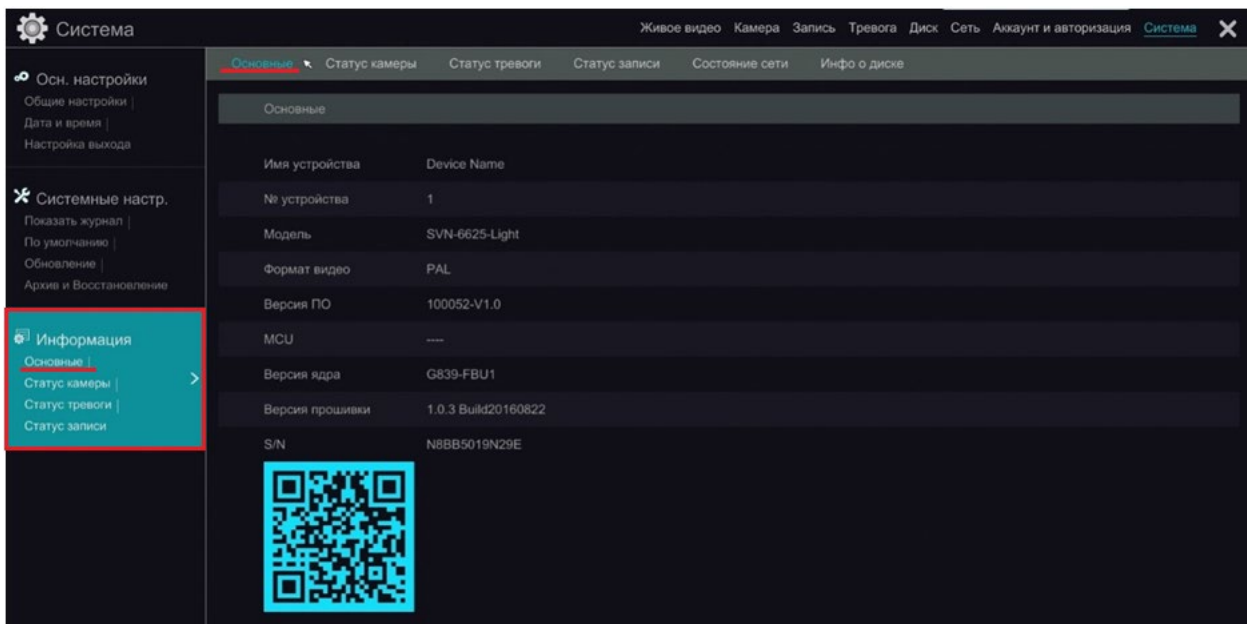 Система
Живое видео Камера Запись Тревога Диск Сеть Аккаунт и авторизация Система
Осн. настройки
Общие настройки |
Дата и время |
Настройка выхода
Системные настр.
Показать журнал |
По умолчанию |
Обновление |
Архив и Восстановление
Информация
Основные |
Статус камеры |
Статус тревоги |
Статус записи
Основные Статус камеры Статус тревоги Статус записи Состояние сети Инфо о диске
Основные
Имя устройства Device Name
№ устройства 1
Модель SVN-6625-Light
Формат видео PAL
Версия ПО 100052-V1.0
MCU ----
Версия ядра G839-FBU1
Версия прошивки 1.0.3 Build20160822
S/N N8BB5019N29E